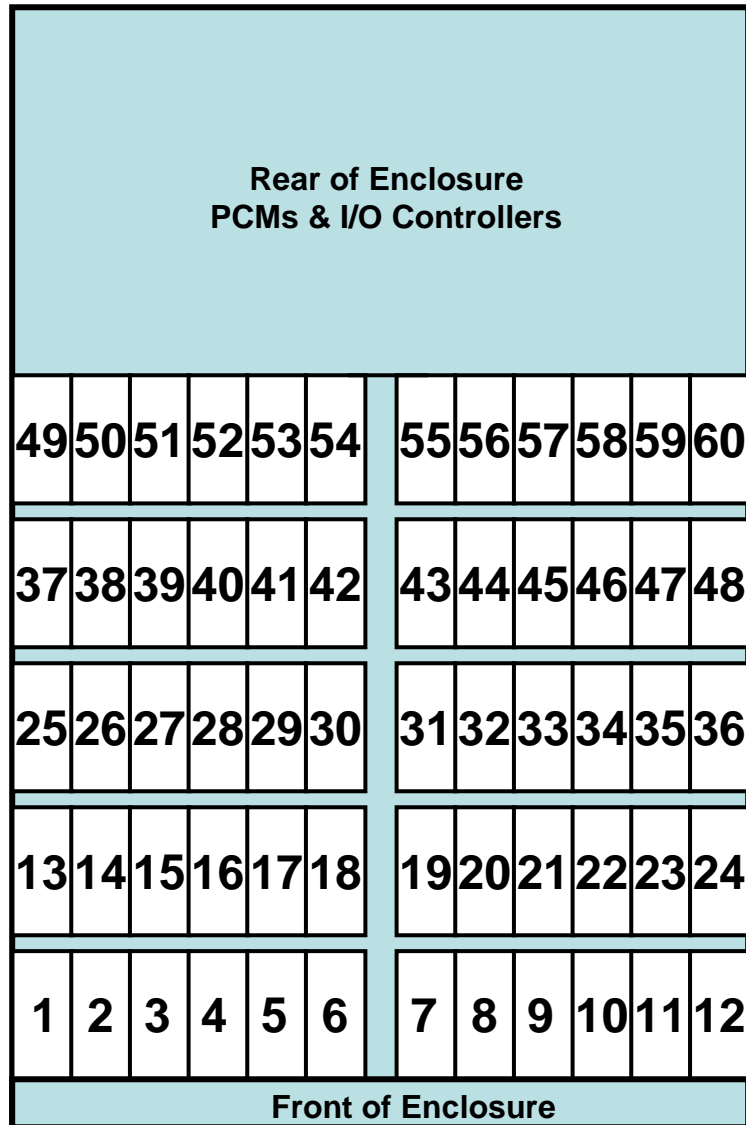 Rear of Enclosure
PCMs & I/O Controllers
49 50 51 52 53 54 55 56 57 58 59 60
37 38 39 40 41 42 43 44 45 46 47 48
25 26 27 28 29 30 31 32 33 34 35 36
13 14 15 16 17 18 19 20 21 22 23 24
1 2 3 4 5 6 7 8 9 10 11 12
Front of Enclosure